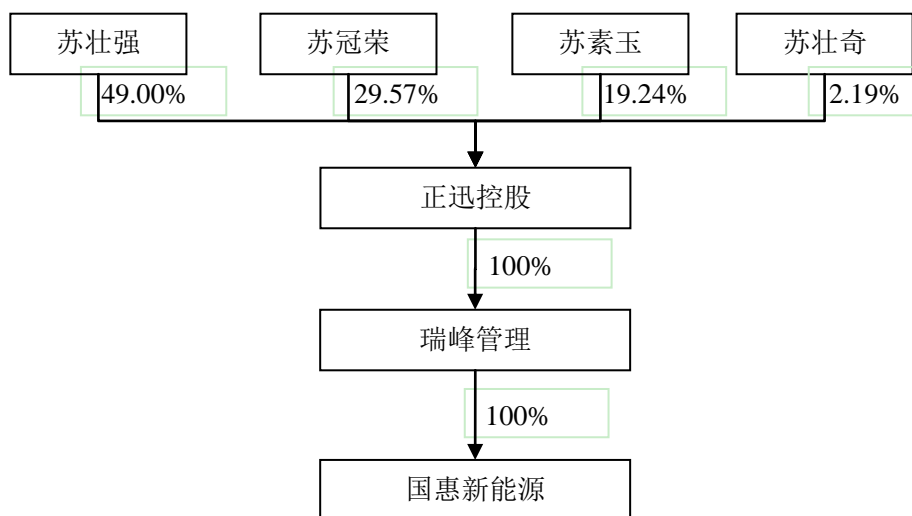 苏壮强 苏冠荣 苏素玉 苏壮奇
49.00% 29.57% 19.24% 2.19%
正迅控股
100%
瑞峰管理
100%
国惠新能源